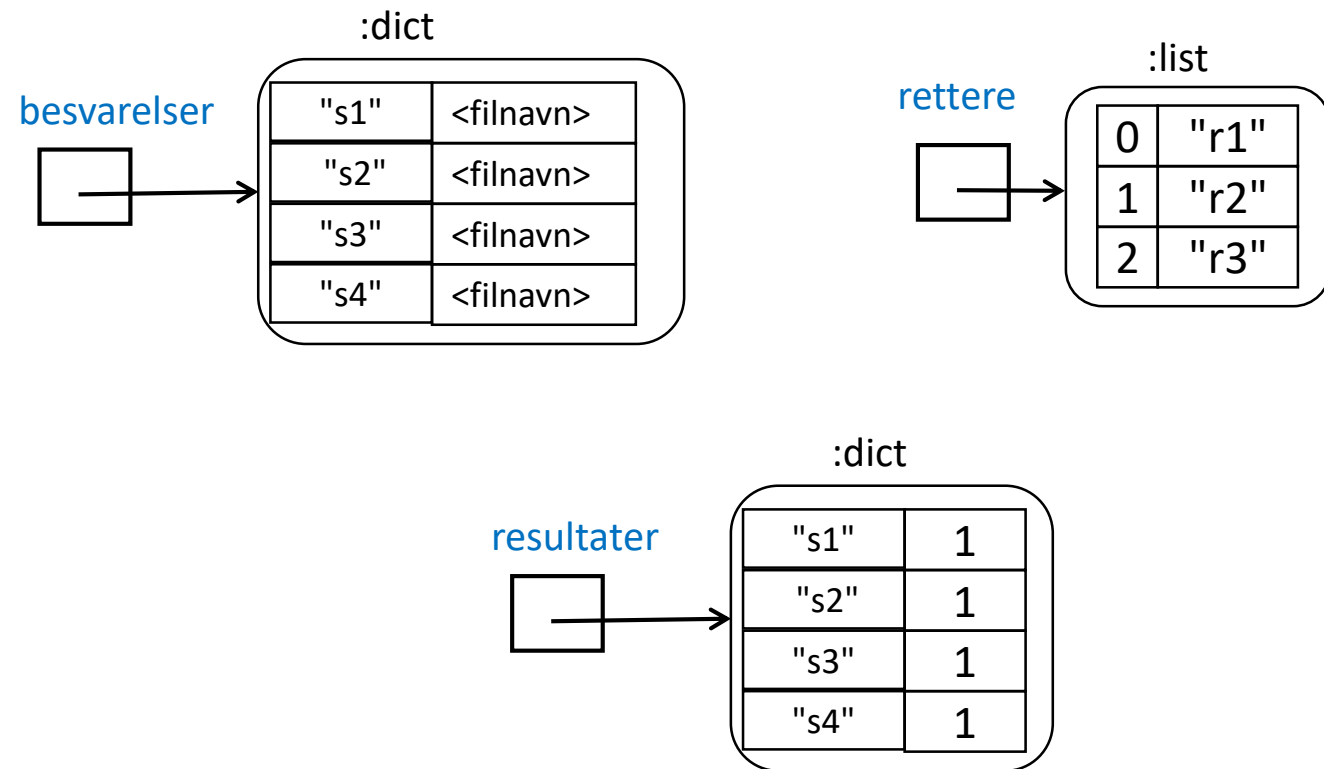 :dict
besvarelser
"s1" <filnavn>
"s2" <filnavn>
"s3" <filnavn>
"s4" <filnavn>
:list
rettere
0 "r1"
1 "r2"
2 "r3"
:dict
resultater
"s1" 1
"s2" 1
"s3" 1
"s4" 1